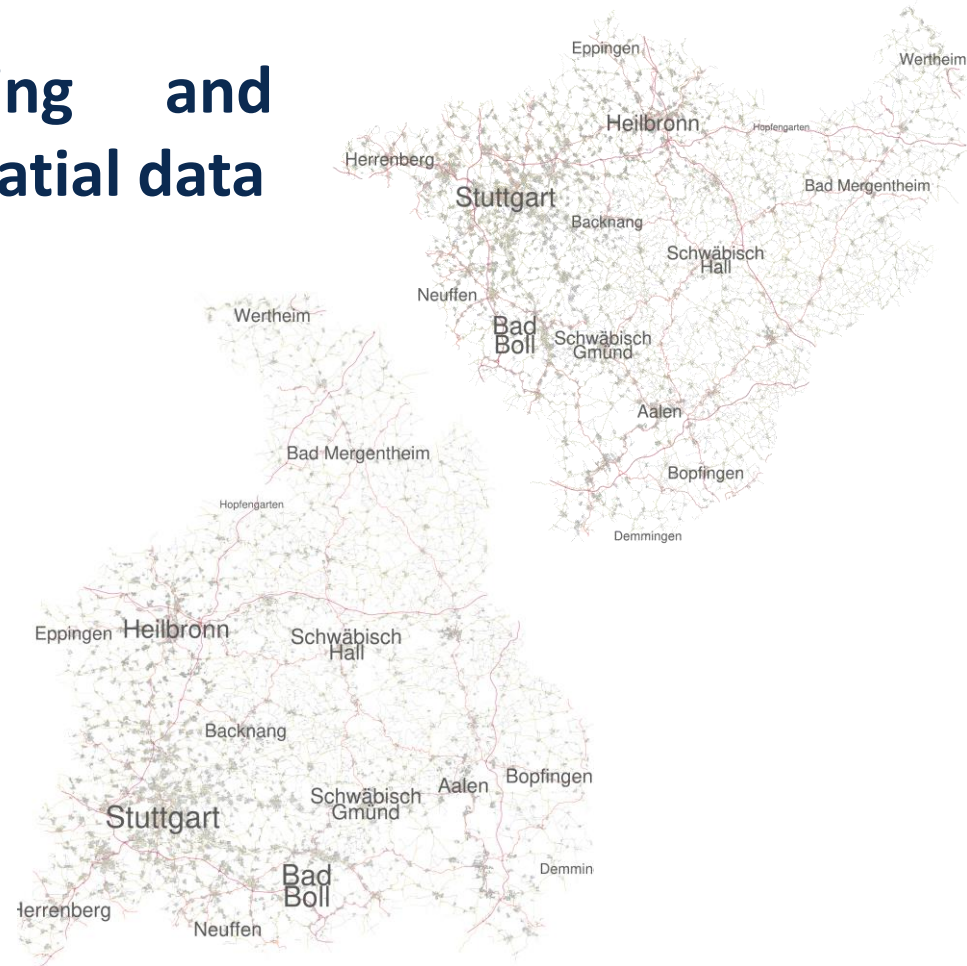 ing and
atial data
Eppingen
Wertheim
Heilbronn
Hopfengarten
Herrenberg
Bad Mergentheim
Stuttgart
Backnang
Schwäbisch
Hall
Neuffen
Bad
Boll
Schwäbisch
Gmünd
Aalen
Bopfingen
Demmingen
Wertheim
Bad Mergentheim
Hopfengarten
Eppingen
Heilbronn
Schwäbisch
Hall
Backnang
Bopfingen
Aalen
Schwäbisch
Gmünd
Stuttgart
Demmin
Bad
Boll
Herrenberg
Neuffen